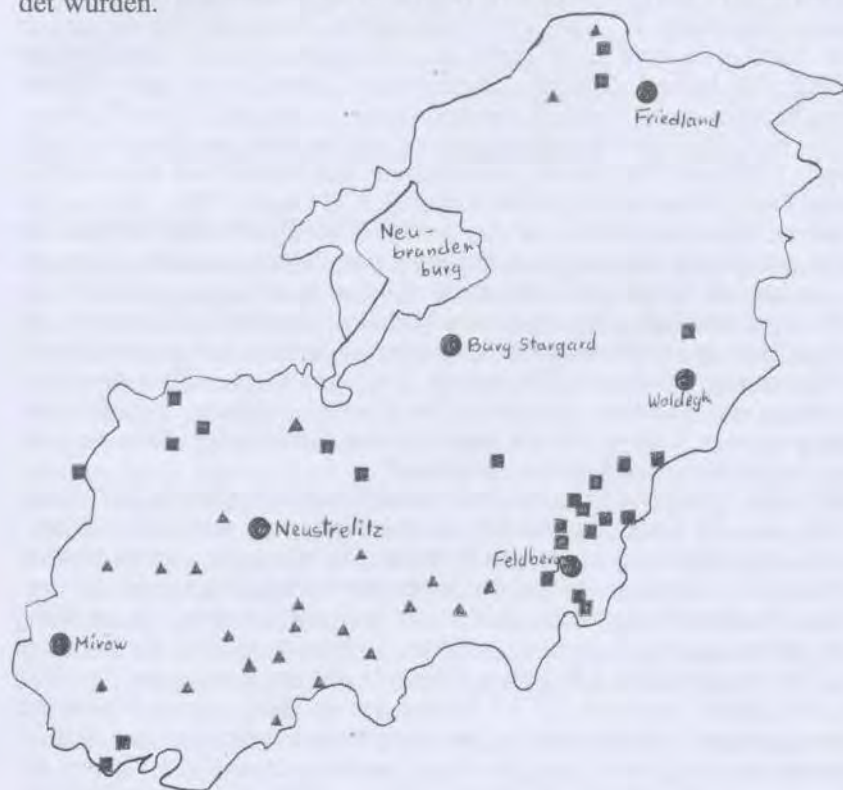 det wurden.
Friedland
Neu-
branden
burg
Burg Stargard
Woldegk
Neustrelitz
Feldberg
Mirow